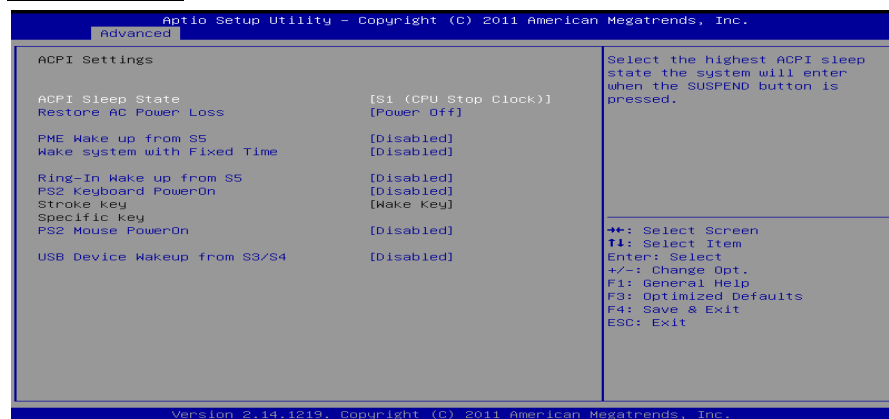 Aptio Setup Utility – Copyright (C) 2011 American Megatrends, Inc.
Advanced
ACPI Settings
ACPI Sleep State [S1 (CPU Stop Clock)]
Restore AC Power Loss [Power Off]
PME Wake up from S5 [Disabled]
Wake system with Fixed Time [Disabled]
Ring-In Wake up from S5 [Disabled]
PS2 Keyboard PowerOn [Disabled]
Stroke key [Wake Key]
Specific key
PS2 Mouse PowerOn [Disabled]
USB Device Wakeup from S3/S4 [Disabled]
Select the highest ACPI sleep
state the system will enter
when the SUSPEND button is
pressed.
→←: Select Screen
↑↓: Select Item
Enter: Select
+/-: Change Opt.
F1: General Help
F3: Optimized Defaults
F4: Save & Exit
ESC: Exit
Version 2.14.1219. Copyright (C) 2011 American Megatrends, Inc.